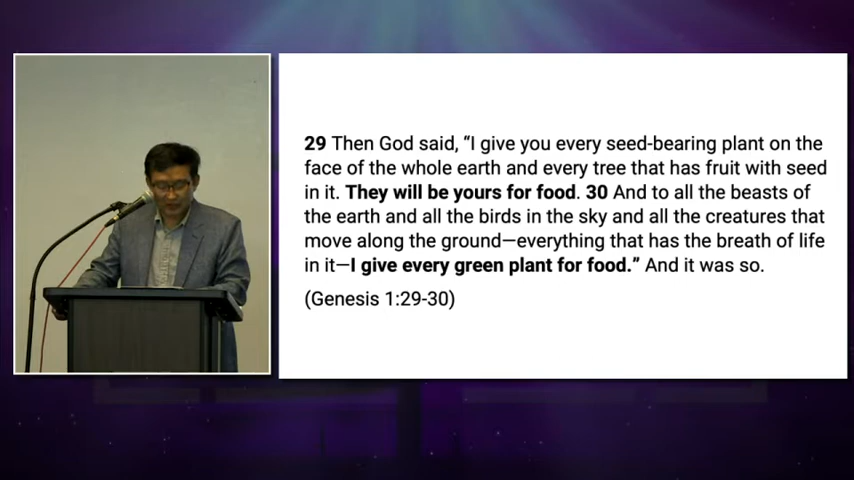 29 Then God said, “I give you every seed-bearing plant on the
face of the whole earth and every tree that has fruit with seed
in it. They will be yours for food. 30 And to all the beasts of
the earth and all the birds in the sky and all the creatures that
move along the ground—everything that has the breath of life
in it—I give every green plant for food.” And it was so.
(Genesis 1:29-30)